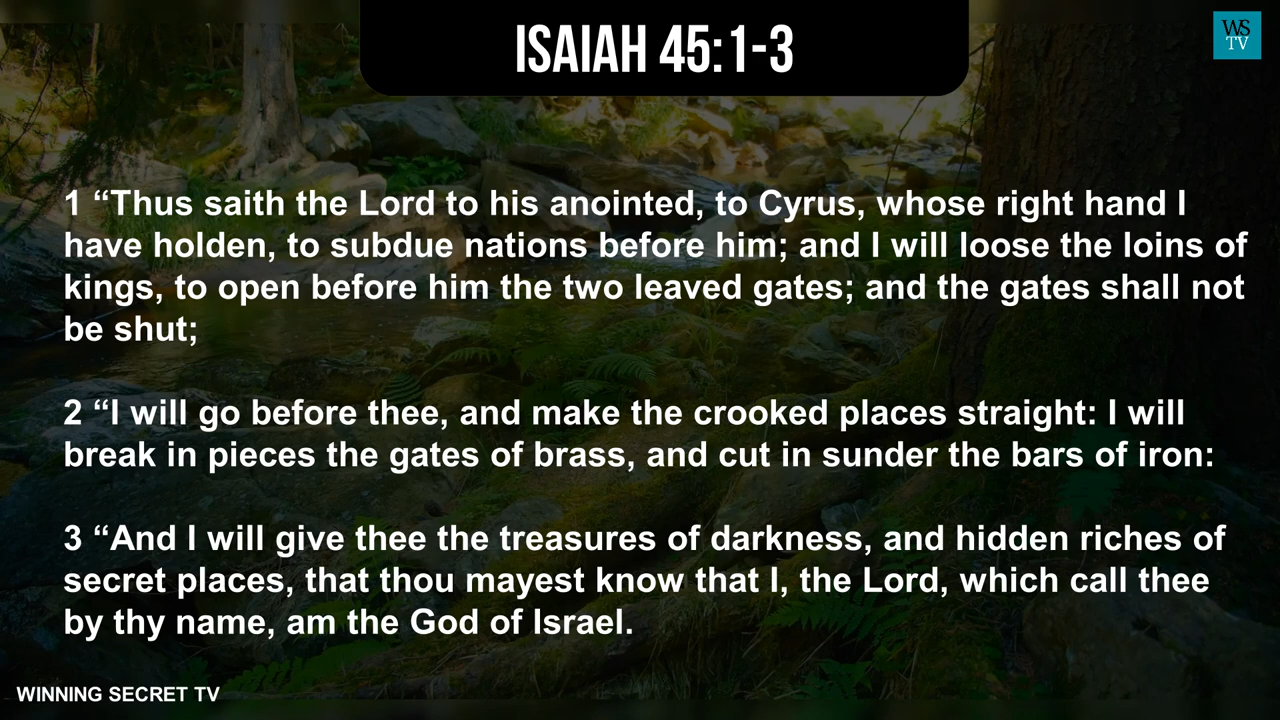 ISAIAH 45:1-3
WS
TV
1 “Thus saith the Lord to his anointed, to Cyrus, whose right hand I
have holden, to subdue nations before him; and I will loose the loins of
kings, to open before him the two leaved gates; and the gates shall not
be shut;
2 “I will go before thee, and make the crooked places straight: I will
break in pieces the gates of brass, and cut in sunder the bars of iron:
3 “And I will give thee the treasures of darkness, and hidden riches of
secret places, that thou mayest know that I, the Lord, which call thee
by thy name, am the God of Israel.
WINNING SECRET TV